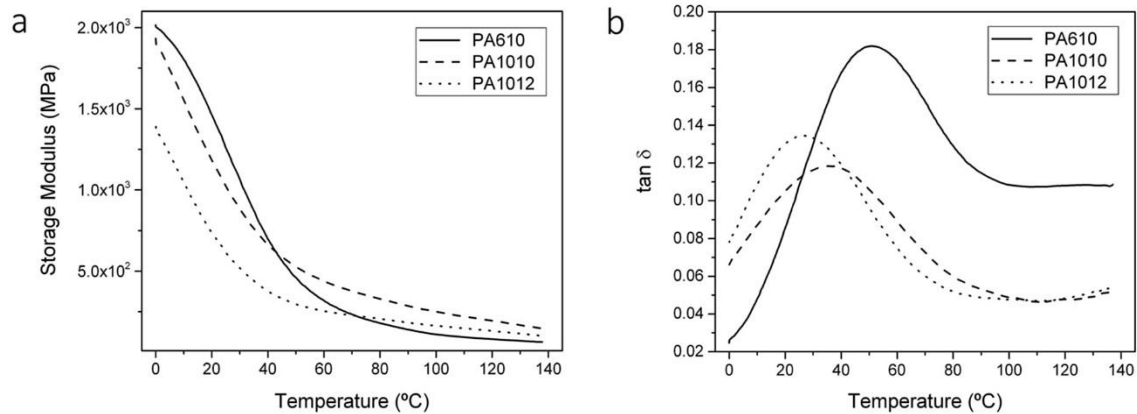 a
Storage Modulus (MPa)
2.0x10³
1.5x10³
1.0x10³
5.0x10²
PA610
PA1010
PA1012
0 20 40 60 80 100 120 140
Temperature (ºC)
b
tan δ
0.20
0.18
0.16
0.14
0.12
0.10
0.08
0.06
0.04
0.02
PA610
PA1010
PA1012
0 20 40 60 80 100 120 140
Temperature (ºC)